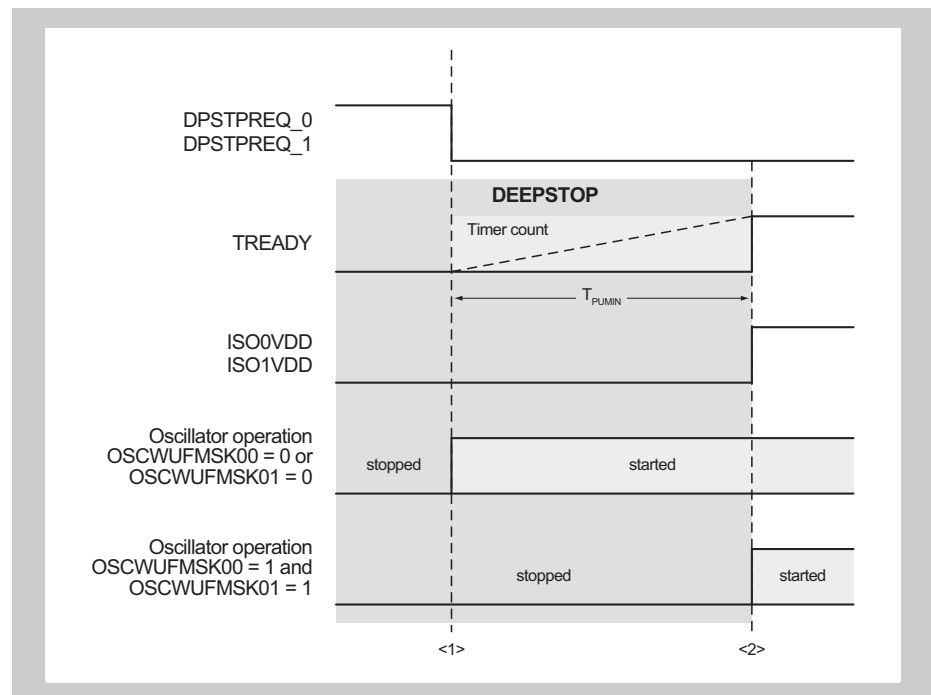 DPSTPREQ_0
DPSTPREQ_1
DEEPSTOP
TREADY
Timer count
TPUMIN
ISO0VDD
ISO1VDD
Oscillator operation
OSCWUFMSK00 = 0 or
OSCWUFMSK01 = 0
stopped
started
Oscillator operation
OSCWUFMSK00 = 1 and
OSCWUFMSK01 = 1
stopped
started
<1>
<2>